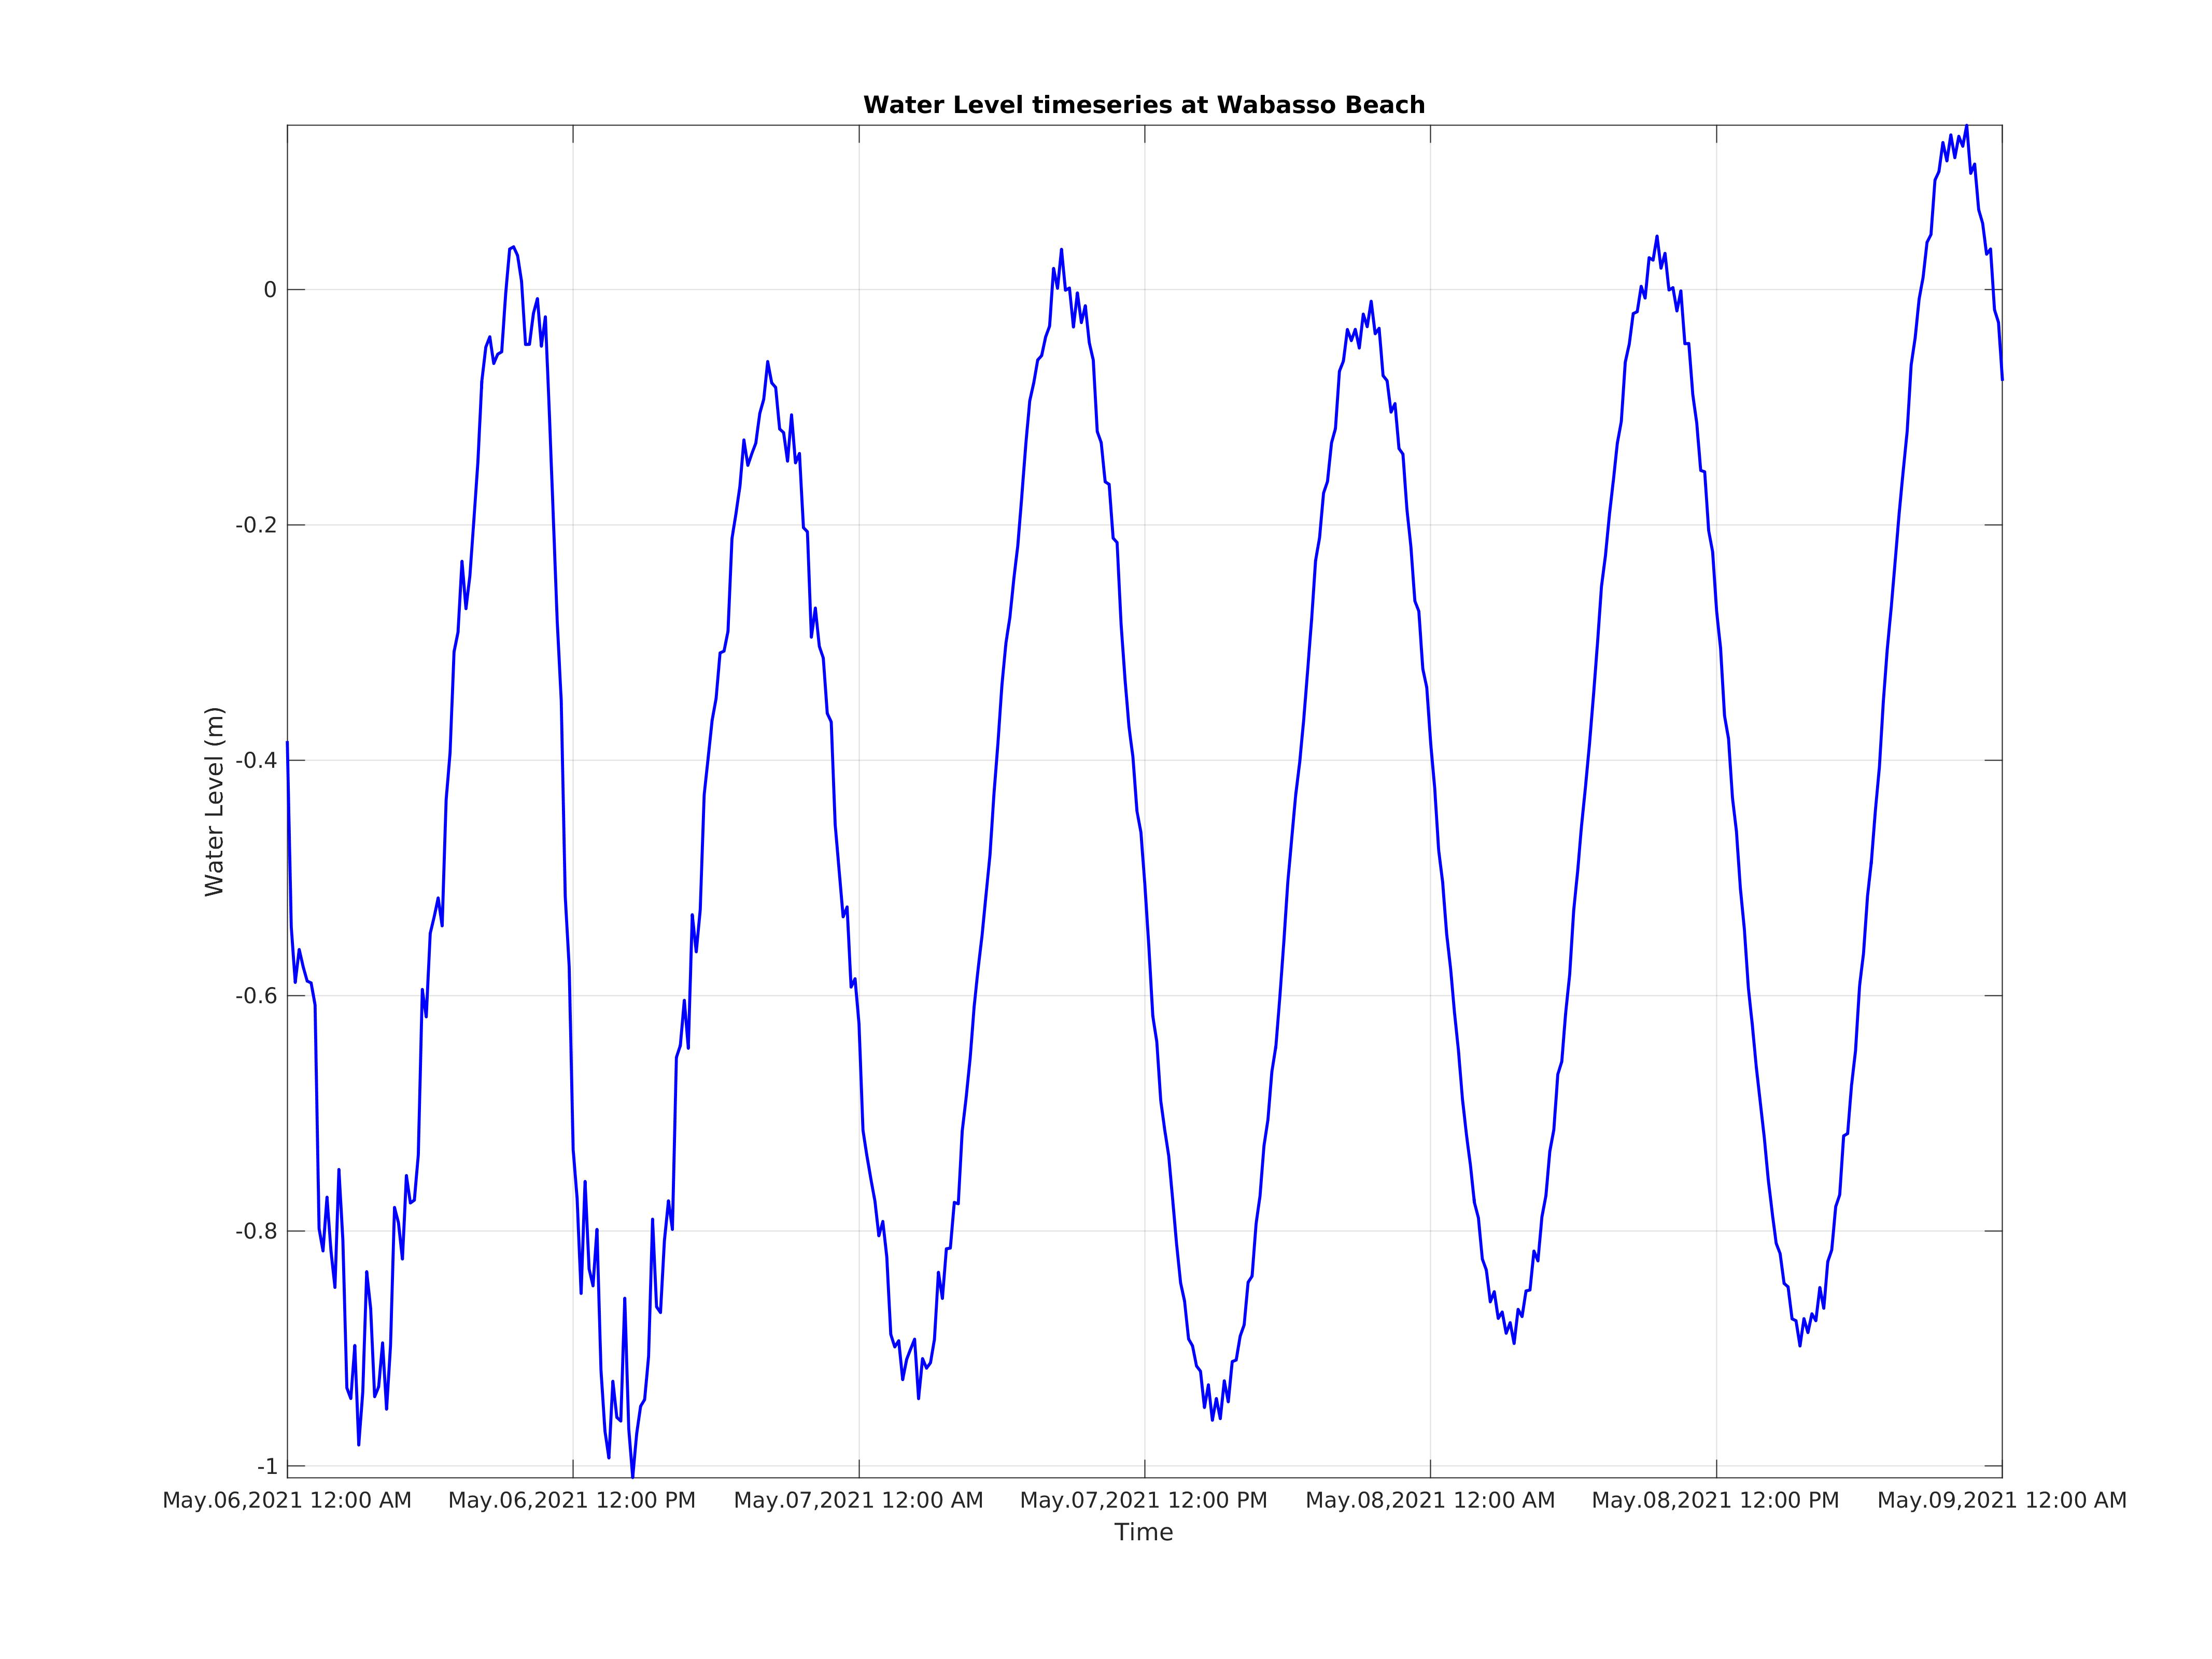 Water Level timeseries at Wabasso Beach
0
-0.2
-0.4
-0.6
-0.8
-1
Water Level (m)
May.06,2021 12:00 AM
May.06,2021 12:00 PM
May.07,2021 12:00 AM
May.07,2021 12:00 PM
May.08,2021 12:00 AM
May.08,2021 12:00 PM
May.09,2021 12:00 AM
Time